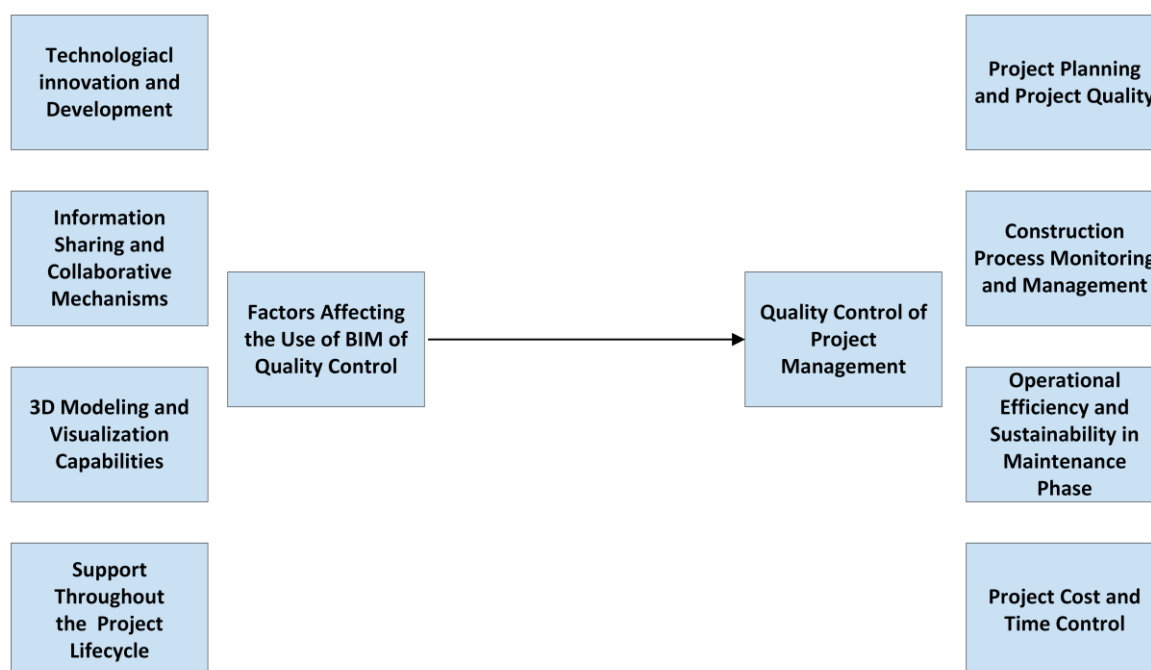 Technologiacl
innovation and
Development
Information
Sharing and
Collaborative
Mechanisms
3D Modeling and
Visualization
Capabilities
Support
Throughout
the Project
Lifecycle
Factors Affecting
the Use of BIM of
Quality Control
Quality Control of
Project
Management
Project Planning
and Project Quality
Construction
Process Monitoring
and Management
Operational
Efficiency and
Sustainability in
Maintenance
Phase
Project Cost and
Time Control